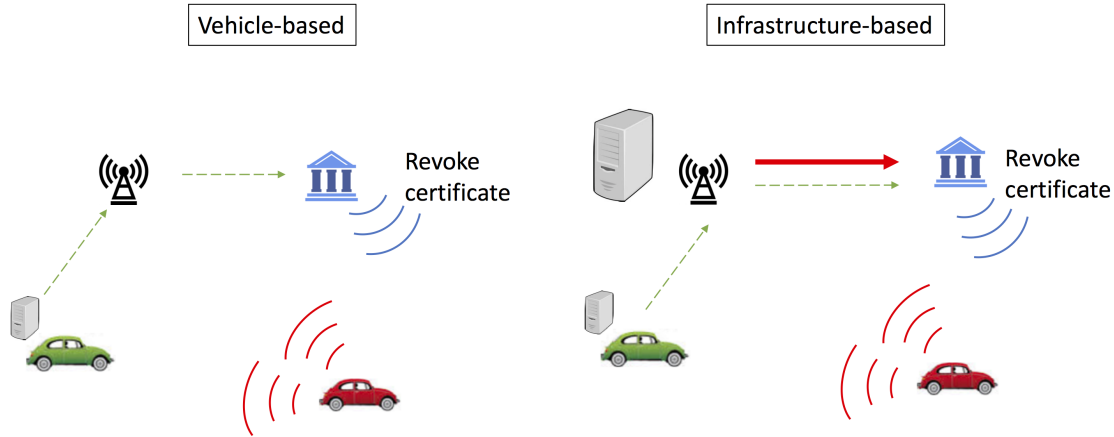 Vehicle-based
Infrastructure-based
Revoke
certificate
Revoke
certificate